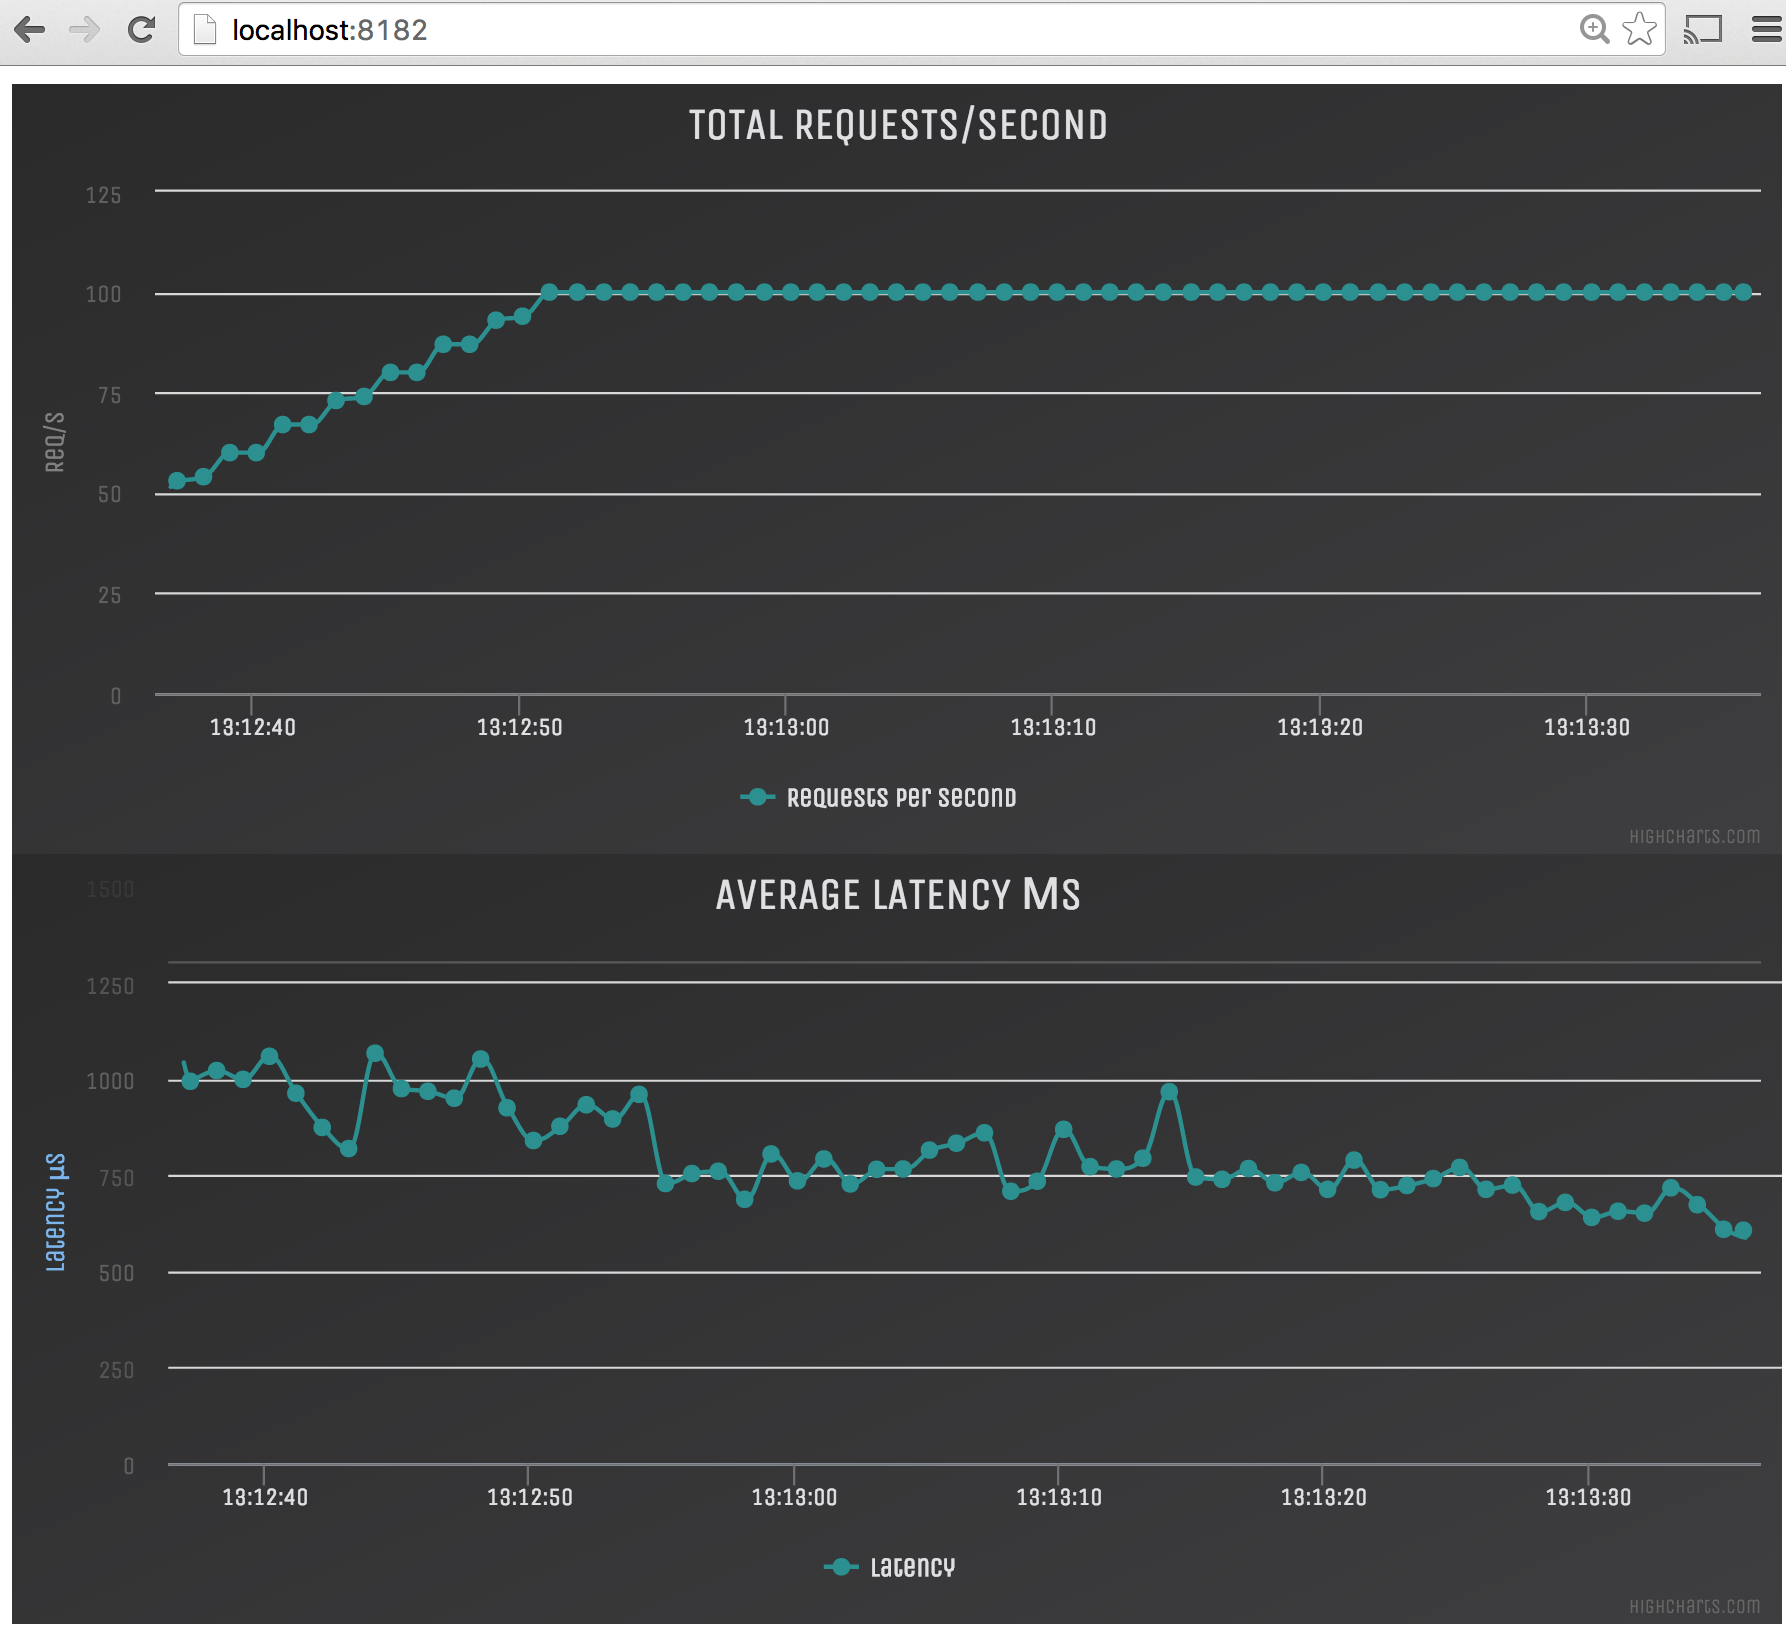 localhost:8182
TOTAL REQUESTS/SECOND
125
100
75
50
25
0
Req/s
13:12:40 13:12:50 13:13:00 13:13:10 13:13:20 13:13:30
Requests per second
Highcharts.com
AVERAGE LATENCY ΜS
1500
1250
1000
750
500
250
0
Latency µs
13:12:40 13:12:50 13:13:00 13:13:10 13:13:20 13:13:30
Latency
Highcharts.com